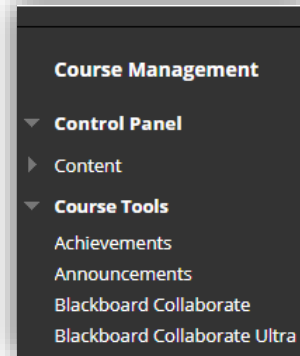 Course Management
Control Panel
Content
Course Tools
Achievements
Announcements
Blackboard Collaborate
Blackboard Collaborate Ultra